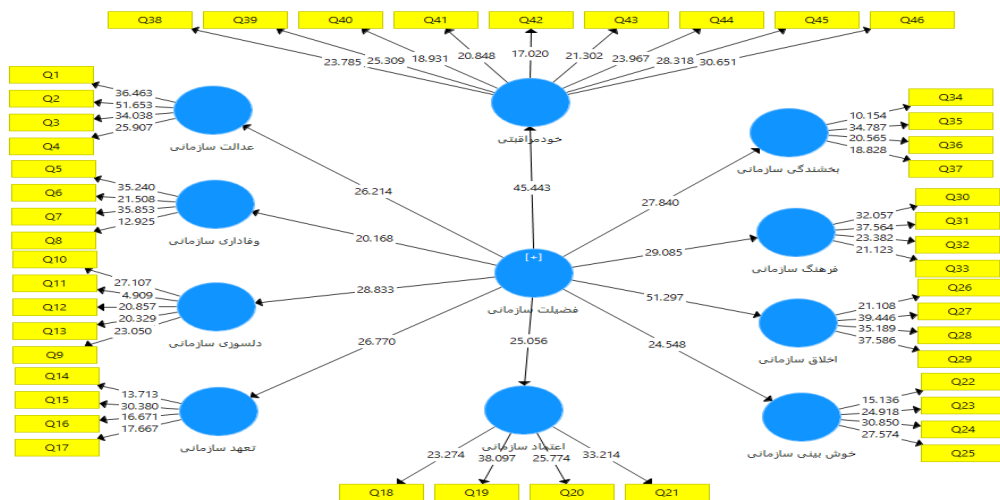 Q38 Q39 Q40 Q41 Q42 Q43 Q44 Q45 Q46
23.785 25.309 18.931 20.848 17.020 21.302 23.967 28.318 30.651
خودمراقبتی
45.443
Q1
Q2
Q3
Q4
36.463
51.653
34.038
25.907
عدالت سازمانی
26.214
Q5
Q6
Q7
Q8
35.240
21.508
35.853
12.925
وفاداری سازمانی
20.168
Q10
Q11
Q12
Q13
Q9
27.107
4.909
20.857
20.329
23.050
دلسوزی سازمانی
28.833
Q14
Q15
Q16
Q17
13.713
30.380
16.671
17.667
تعهد سازمانی
26.770
[+]
فضیلت سازمانی
25.056
اعتماد سازمانی
23.274 38.097 25.774 33.214
Q18 Q19 Q20 Q21
27.840
بخشندگی سازمانی
10.154
34.787
20.565
18.828
Q34
Q35
Q36
Q37
29.085
فرهنگ سازمانی
32.057
37.564
23.382
21.123
Q30
Q31
Q32
Q33
51.297
اخلاق سازمانی
21.108
39.446
35.189
37.586
Q26
Q27
Q28
Q29
24.548
خوش بینی سازمانی
15.136
24.918
30.850
27.574
Q22
Q23
Q24
Q25